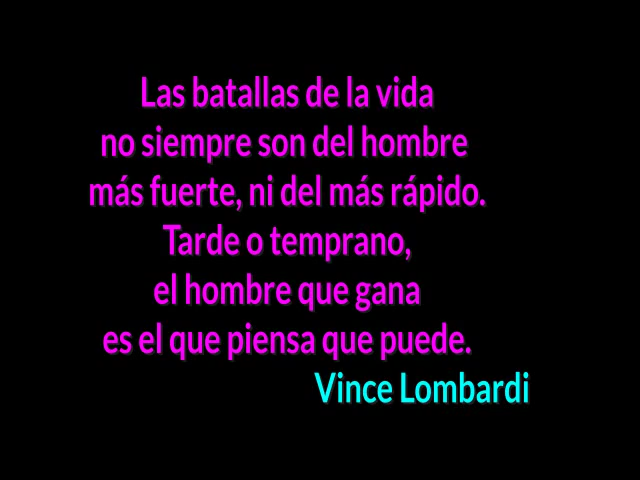 Las batallas de la vida
no siempre son del hombre
más fuerte, ni del más rápido.
Tarde o temprano,
el hombre que gana
es el que piensa que puede.
Vince Lombardi